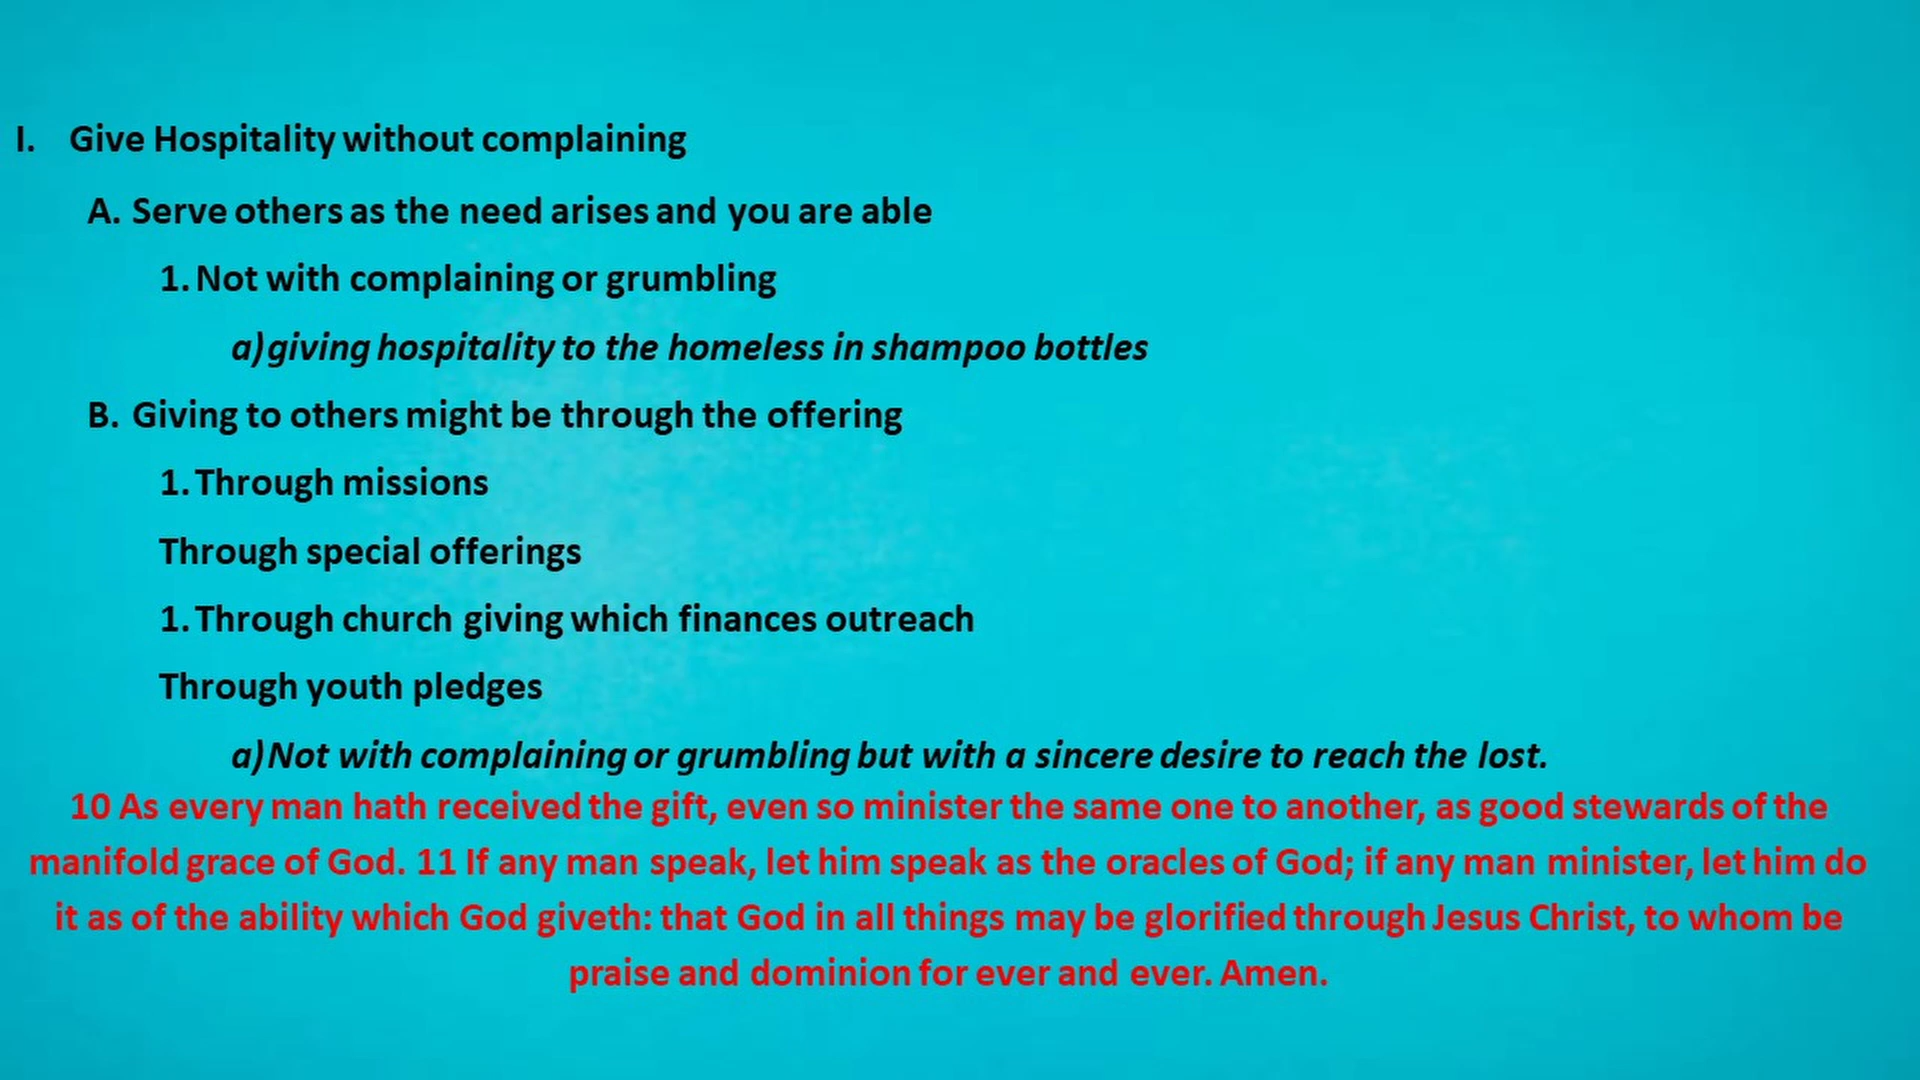 I. Give Hospitality without complaining
A. Serve others as the need arises and you are able
1. Not with complaining or grumbling
a) giving hospitality to the homeless in shampoo bottles
B. Giving to others might be through the offering
1. Through missions
Through special offerings
1. Through church giving which finances outreach
Through youth pledges
a) Not with complaining or grumbling but with a sincere desire to reach the lost.
10 As every man hath received the gift, even so minister the same one to another, as good stewards of the
manifold grace of God. 11 If any man speak, let him speak as the oracles of God; if any man minister, let him do
it as of the ability which God giveth: that God in all things may be glorified through Jesus Christ, to whom be
praise and dominion for ever and ever. Amen.